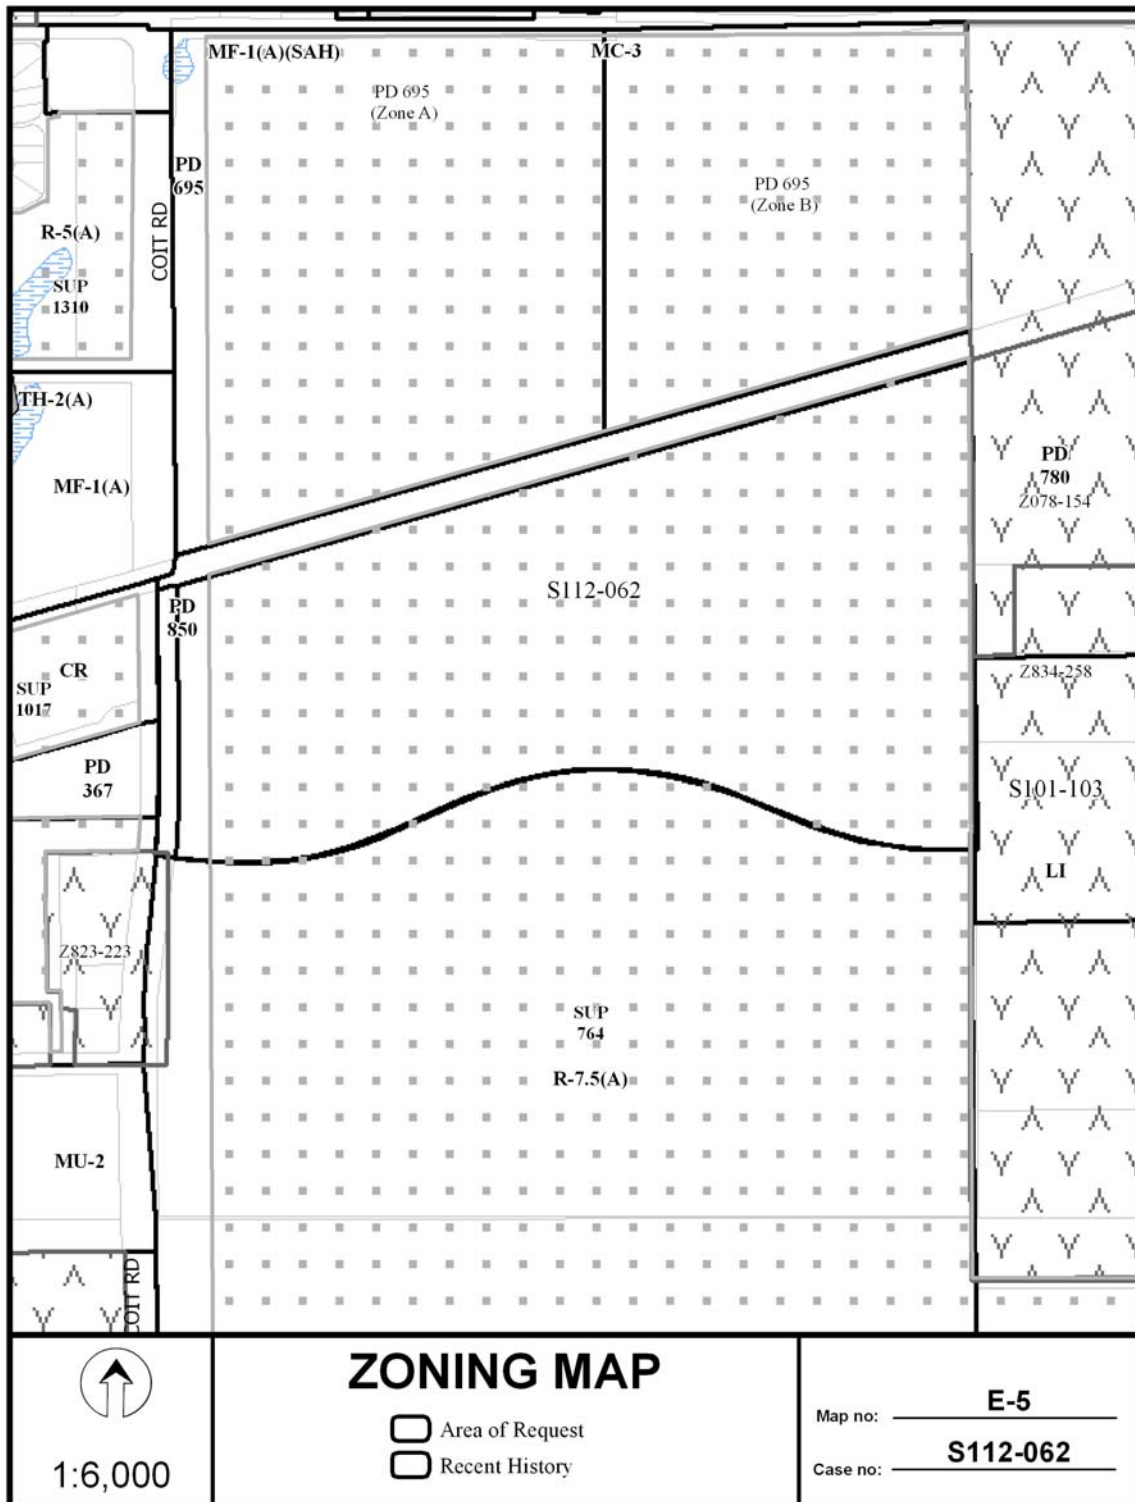 MF-1(A)(SAH)
MC-3
PD 695
(Zone A)
PD
695
PD 695
(Zone B)
COIT RD
R-5(A)
SUP
1310
TH-2(A)
MF-1(A)
PD
780
Z078-154
S112-062
PD
850
CR
SUP
1017
Z834-258
PD
367
S101-103
LI
Z823-223
SUP
764
R-7.5(A)
MU-2
COIT RD
ZONING MAP
Area of Request
Recent History
1:6,000
Map no: E-5
Case no: S112-062